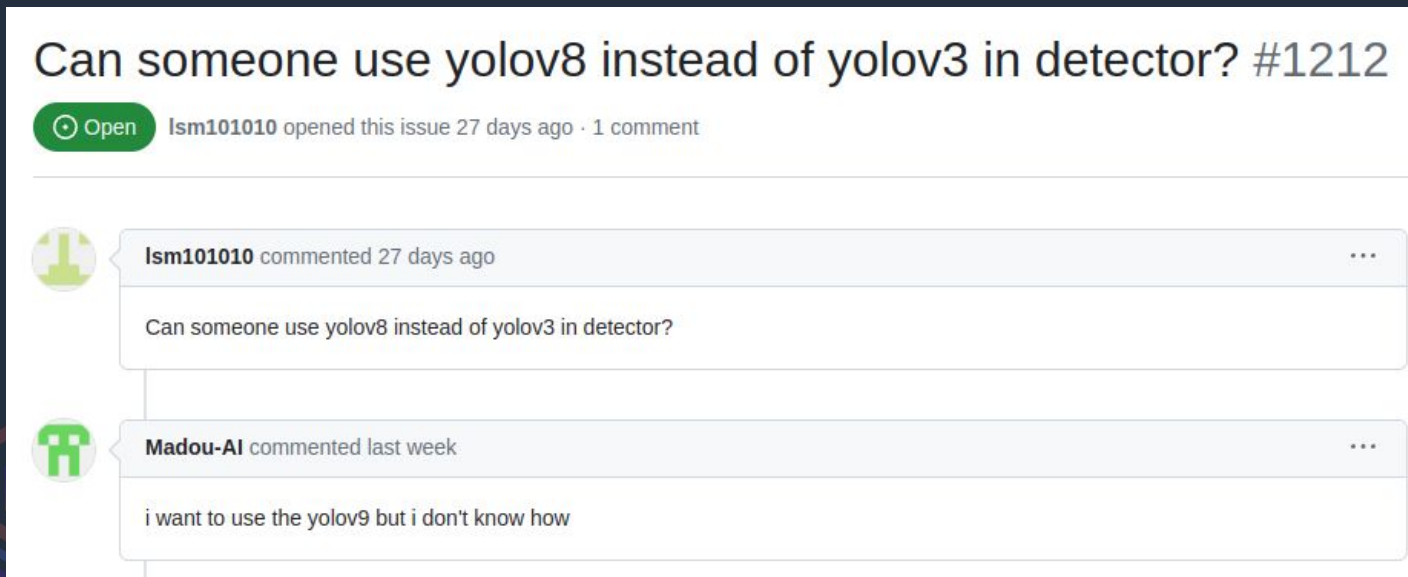 Can someone use yolov8 instead of yolov3 in detector? #1212
Open lsm101010 opened this issue 27 days ago · 1 comment
lsm101010 commented 27 days ago
Can someone use yolov8 instead of yolov3 in detector?
Madou-AI commented last week
i want to use the yolov9 but i don't know how